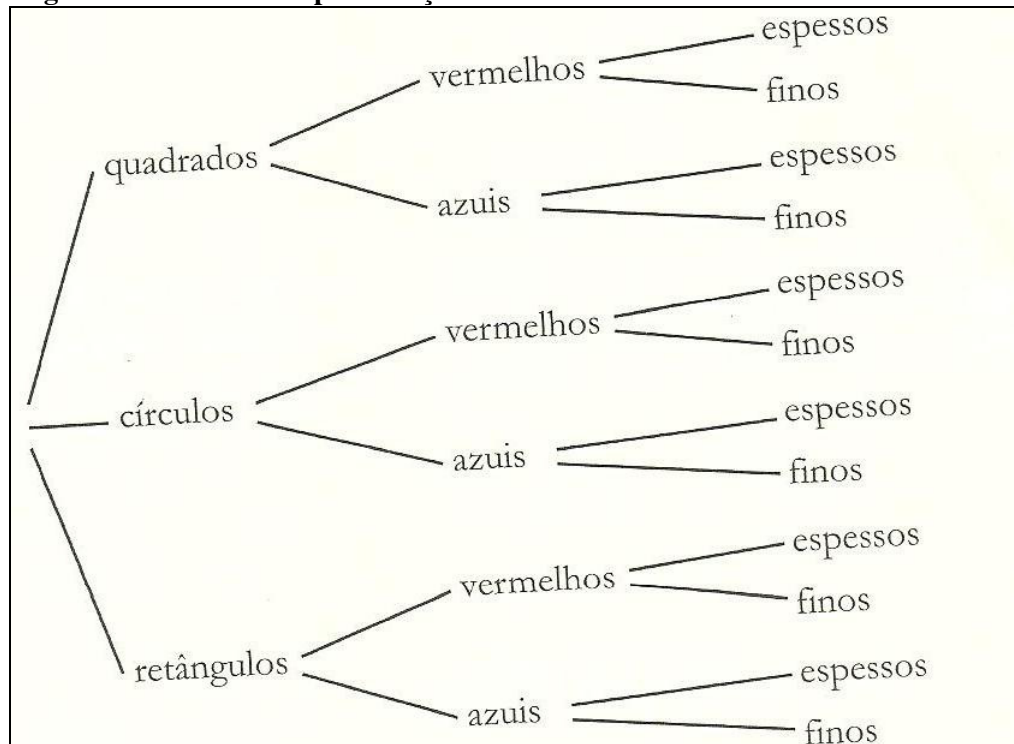 espessos
vermelhos
finos
quadrados
espessos
azuis
finos
espessos
vermelhos
finos
círculos
espessos
azuis
finos
espessos
vermelhos
finos
retângulos
espessos
azuis
finos